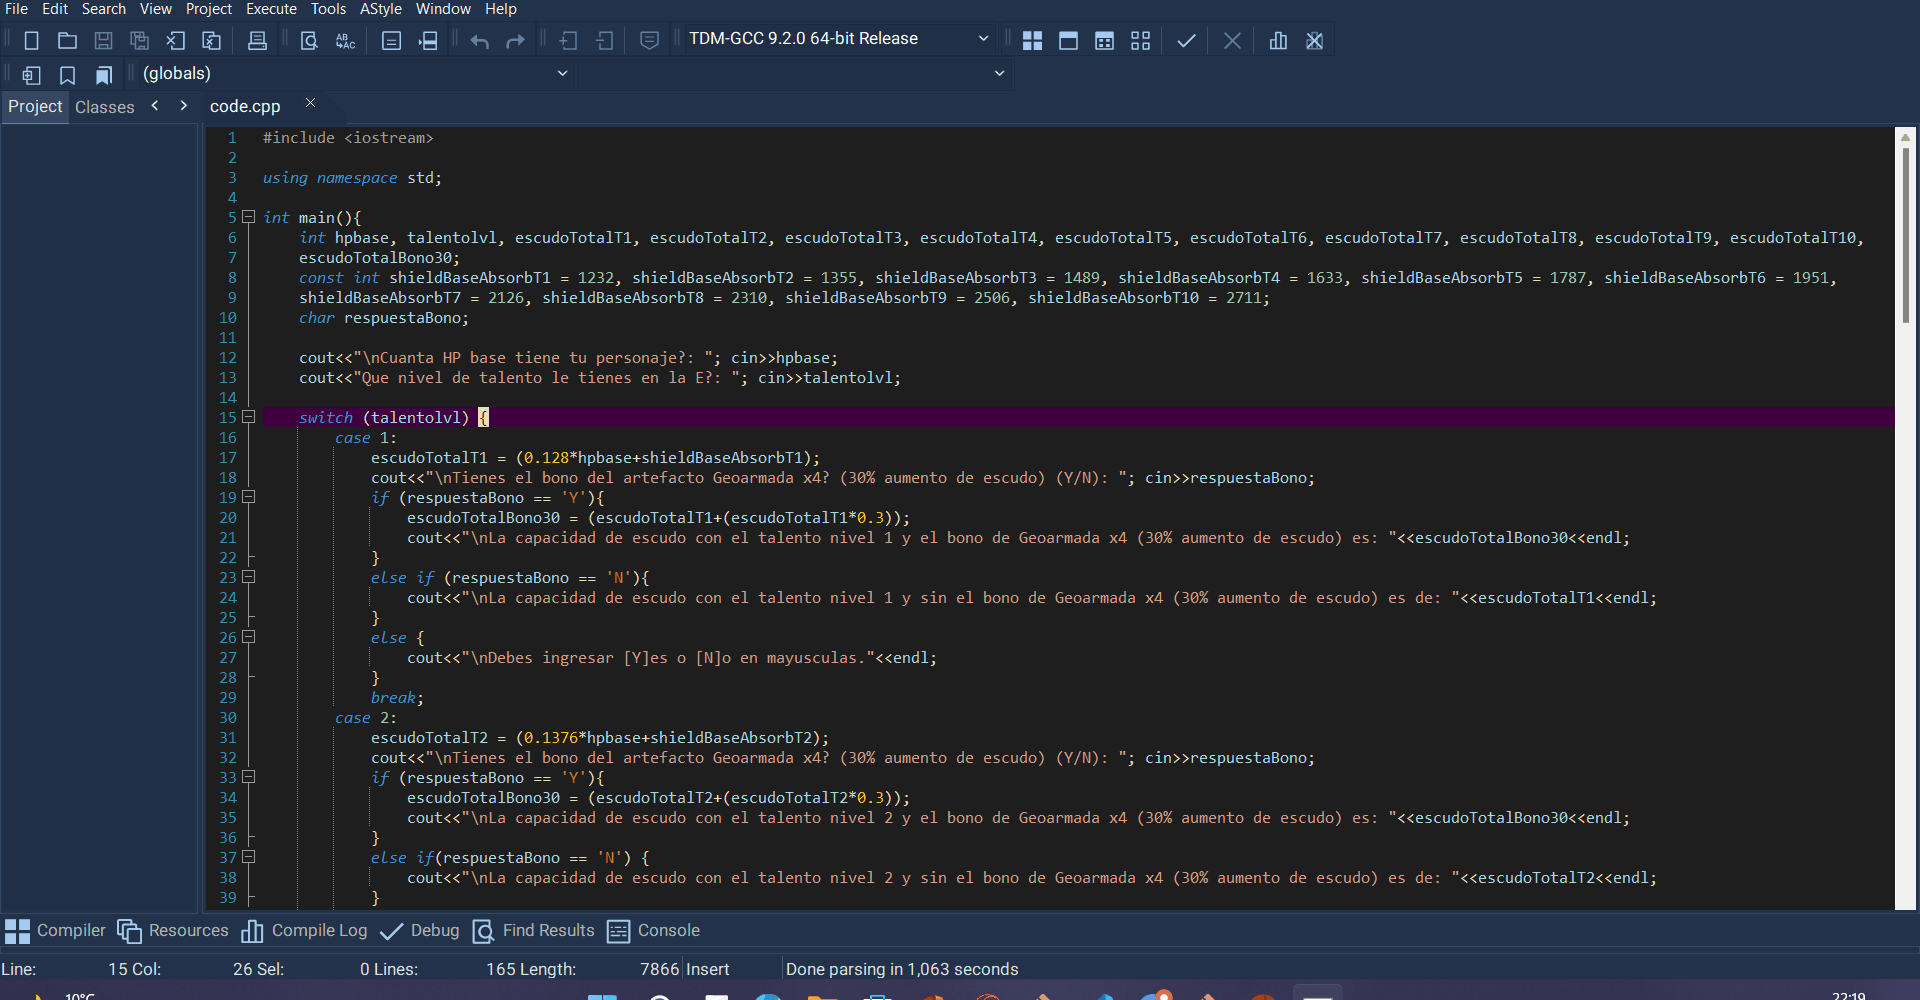 File Edit Search View Project Execute Tools AStyle Window Help
TDM-GCC 9.2.0 64-bit Release
(globals)
Project Classes code.cpp
1 #include <iostream>
2
3 using namespace std;
4
5 int main(){
6 int hpbase, talentolvl, escudoTotalT1, escudoTotalT2, escudoTotalT3, escudoTotalT4, escudoTotalT5, escudoTotalT6, escudoTotalT7, escudoTotalT8, escudoTotalT9, escudoTotalT10,
7 escudoTotalBono30;
8 const int shieldBaseAbsorbT1 = 1232, shieldBaseAbsorbT2 = 1355, shieldBaseAbsorbT3 = 1489, shieldBaseAbsorbT4 = 1633, shieldBaseAbsorbT5 = 1787, shieldBaseAbsorbT6 = 1951,
9 shieldBaseAbsorbT7 = 2126, shieldBaseAbsorbT8 = 2310, shieldBaseAbsorbT9 = 2506, shieldBaseAbsorbT10 = 2711;
10 char respuestaBono;
11
12 cout<<"\nCuanta HP base tiene tu personaje?: "; cin>>hpbase;
13 cout<<"Que nivel de talento le tienes en la E?: "; cin>>talentolvl;
14
15 switch (talentolvl) {
16 case 1:
17 escudoTotalT1 = (0.128*hpbase+shieldBaseAbsorbT1);
18 cout<<"\nTienes el bono del artefacto Geoarmada x4? (30% aumento de escudo) (Y/N): "; cin>>respuestaBono;
19 if (respuestaBono == 'Y'){
20 escudoTotalBono30 = (escudoTotalT1+(escudoTotalT1*0.3));
21 cout<<"\nLa capacidad de escudo con el talento nivel 1 y el bono de Geoarmada x4 (30% aumento de escudo) es: "<<escudoTotalBono30<<endl;
22 }
23 else if (respuestaBono == 'N'){
24 cout<<"\nLa capacidad de escudo con el talento nivel 1 y sin el bono de Geoarmada x4 (30% aumento de escudo) es de: "<<escudoTotalT1<<endl;
25 }
26 else {
27 cout<<"\nDebes ingresar [Y]es o [N]o en mayusculas."<<endl;
28 }
29 break;
30 case 2:
31 escudoTotalT2 = (0.1376*hpbase+shieldBaseAbsorbT2);
32 cout<<"\nTienes el bono del artefacto Geoarmada x4? (30% aumento de escudo) (Y/N): "; cin>>respuestaBono;
33 if (respuestaBono == 'Y'){
34 escudoTotalBono30 = (escudoTotalT2+(escudoTotalT2*0.3));
35 cout<<"\nLa capacidad de escudo con el talento nivel 2 y el bono de Geoarmada x4 (30% aumento de escudo) es: "<<escudoTotalBono30<<endl;
36 }
37 else if(respuestaBono == 'N') {
38 cout<<"\nLa capacidad de escudo con el talento nivel 2 y sin el bono de Geoarmada x4 (30% aumento de escudo) es de: "<<escudoTotalT2<<endl;
39 }
Compiler Resources Compile Log Debug Find Results Console
Line: 15 Col: 26 Sel: 0 Lines: 165 Length: 7866 Insert Done parsing in 1,063 seconds
10°C 22:19